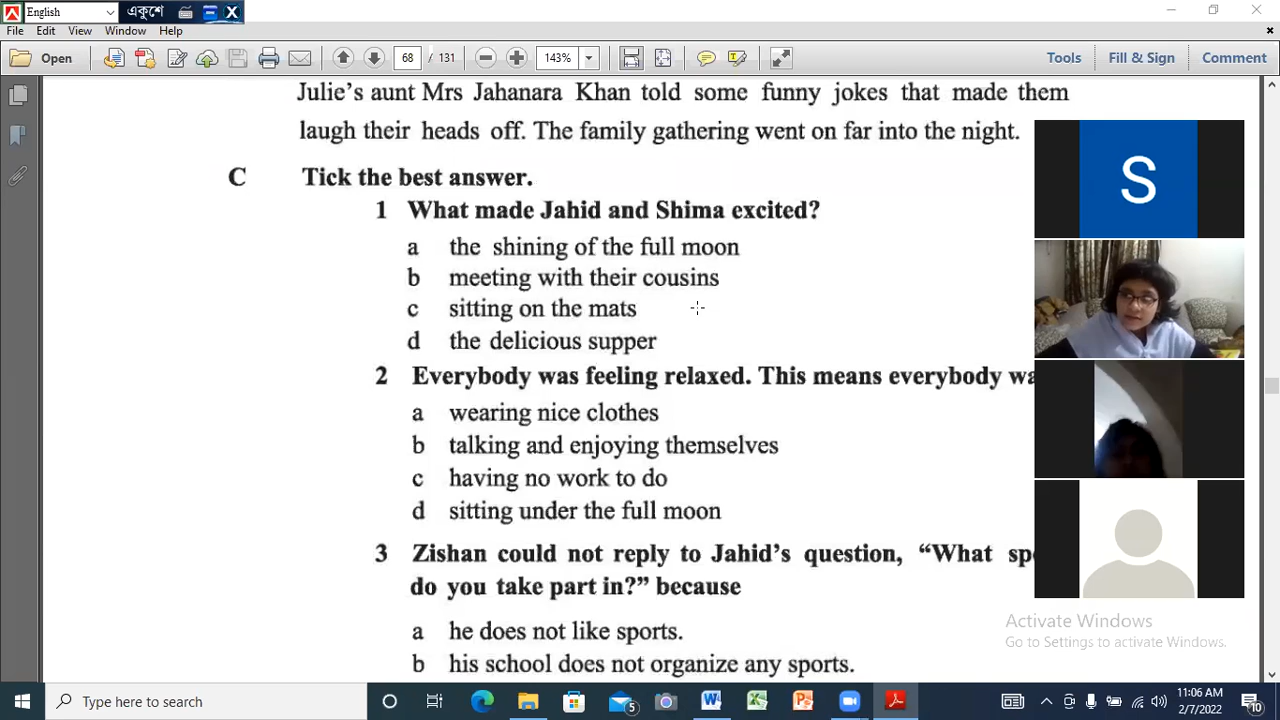 English একুশে
File Edit View Window Help
Open 68 / 131 143% Tools Fill & Sign Comment
Julie's aunt Mrs Jahanara Khan told some funny jokes that made them
laugh their heads off. The family gathering went on far into the night.
C Tick the best answer.
1 What made Jahid and Shima excited?
a the shining of the full moon
b meeting with their cousins
c sitting on the mats
d the delicious supper
2 Everybody was feeling relaxed. This means everybody wa
a wearing nice clothes
b talking and enjoying themselves
c having no work to do
d sitting under the full moon
3 Zishan could not reply to Jahid's question, “What spo
do you take part in?” because
a he does not like sports.
b his school does not organize any sports.
S
Activate Windows
Go to Settings to activate Windows.
Type here to search
5
11:06 AM
2/7/2022
10